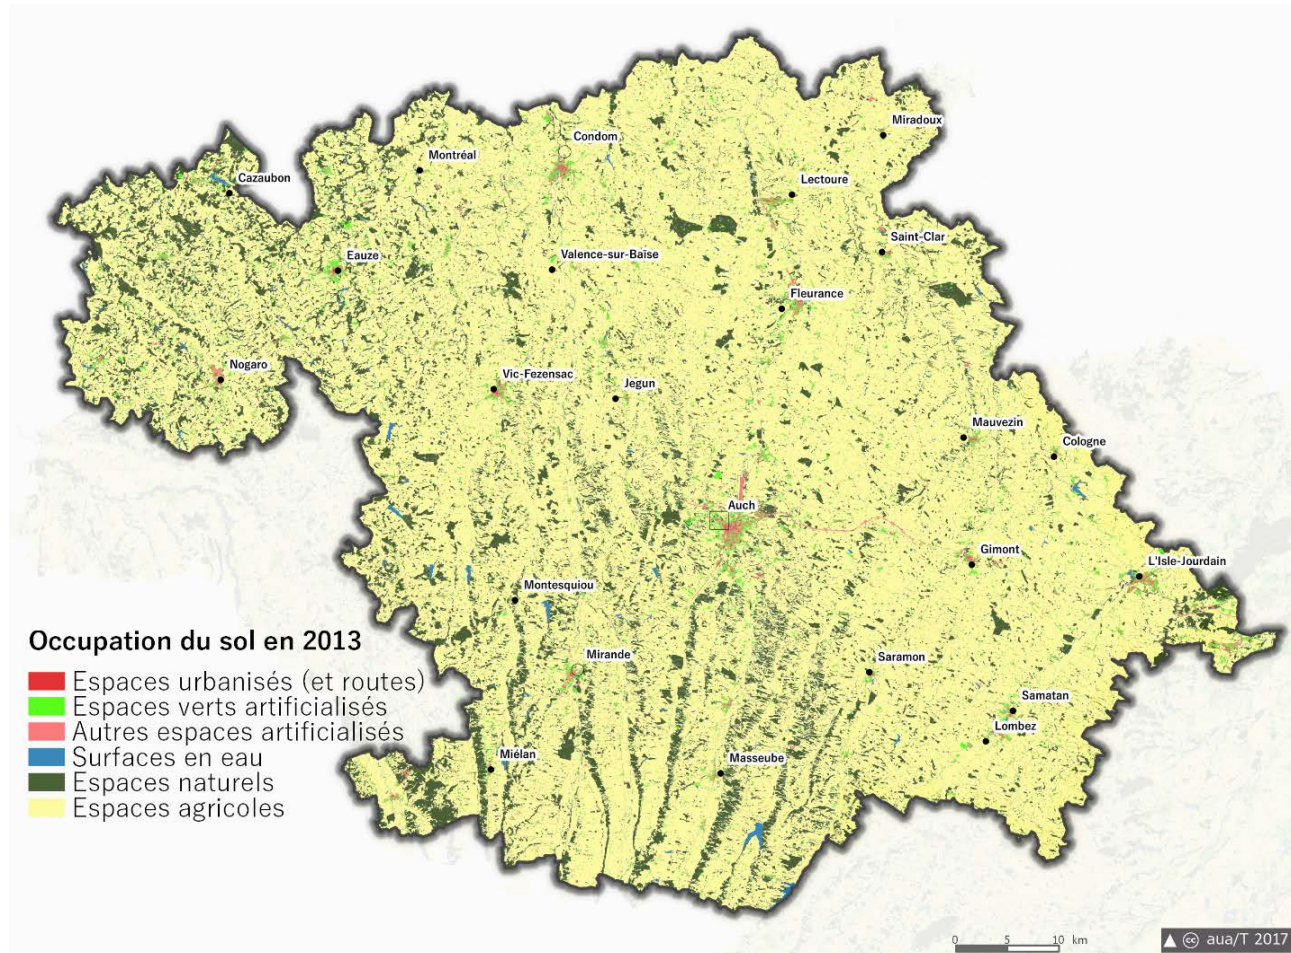 Miradoux
Condom
Montréal
Cazaubon
Lectoure
Saint-Clar
Eauze
Valence-sur-Baïse
Fleurance
Nogaro
Vic-Fezensac
Jegun
Mauvezin
Cologne
Auch
Gimont
L'Isle-Jourdain
Montesquiou
Mirande
Saramon
Samatan
Lombez
Miélan
Masseube
Occupation du sol en 2013
Espaces urbanisés (et routes)
Espaces verts artificialisés
Autres espaces artificialisés
Surfaces en eau
Espaces naturels
Espaces agricoles
0 5 10 km
cc aua/T 2017